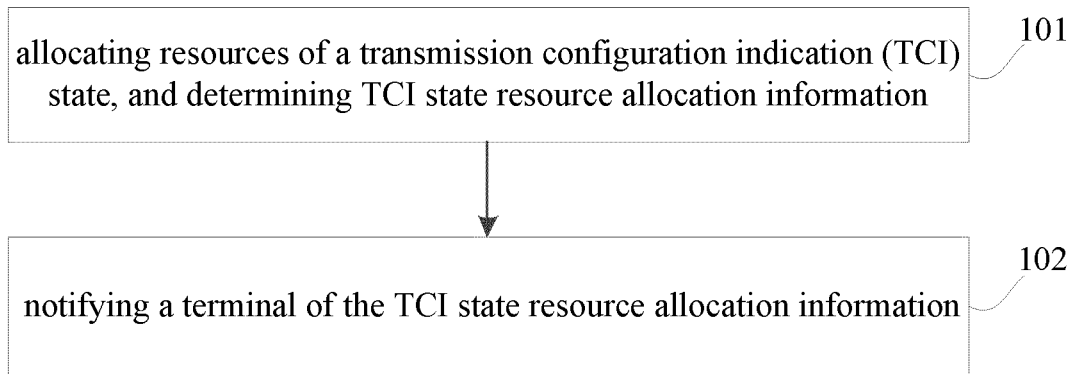 101
allocating resources of a transmission configuration indication (TCI)
state, and determining TCI state resource allocation information
102
notifying a terminal of the TCI state resource allocation information